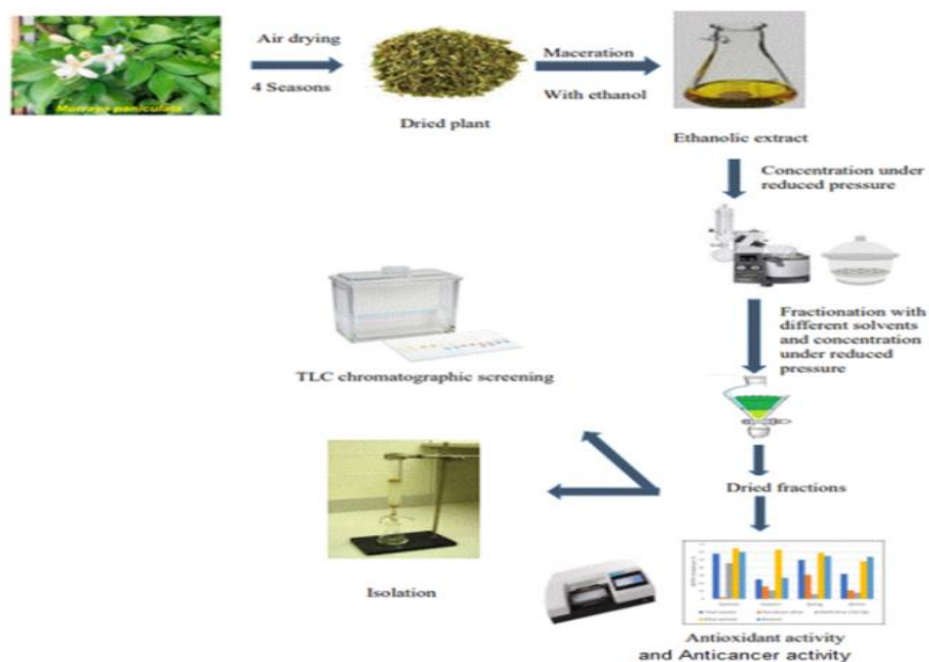 Murraya paniculata
Air drying
4 Seasons
Dried plant
Maceration
With ethanol
Ethanolic extract
Concentration under
reduced pressure
Fractionation with
different solvents
and concentration
under reduced
pressure
TLC chromatographic screening
Dried fractions
Isolation
Antioxidant activity
and Anticancer activity